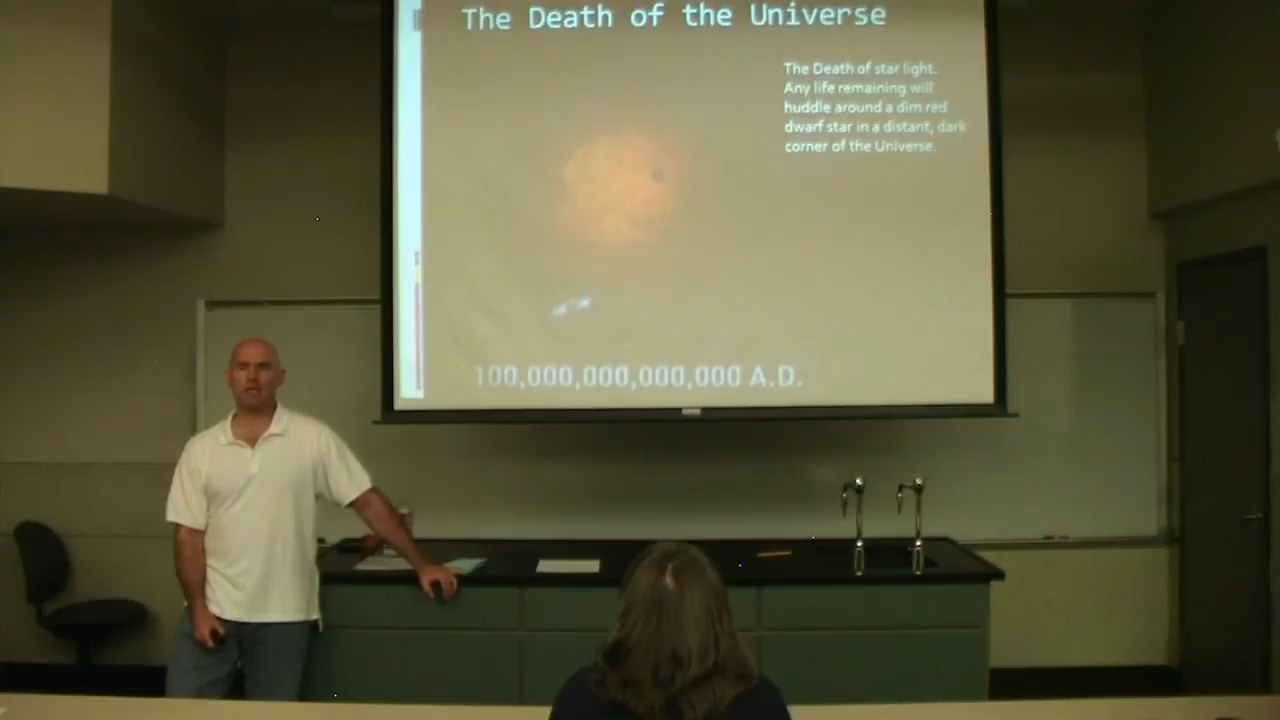 The Death of the Universe
The Death of star light.
Any life remaining will
huddle around a dim red
dwarf star in a distant, dark
corner of the Universe.
100,000,000,000,000 A.D.